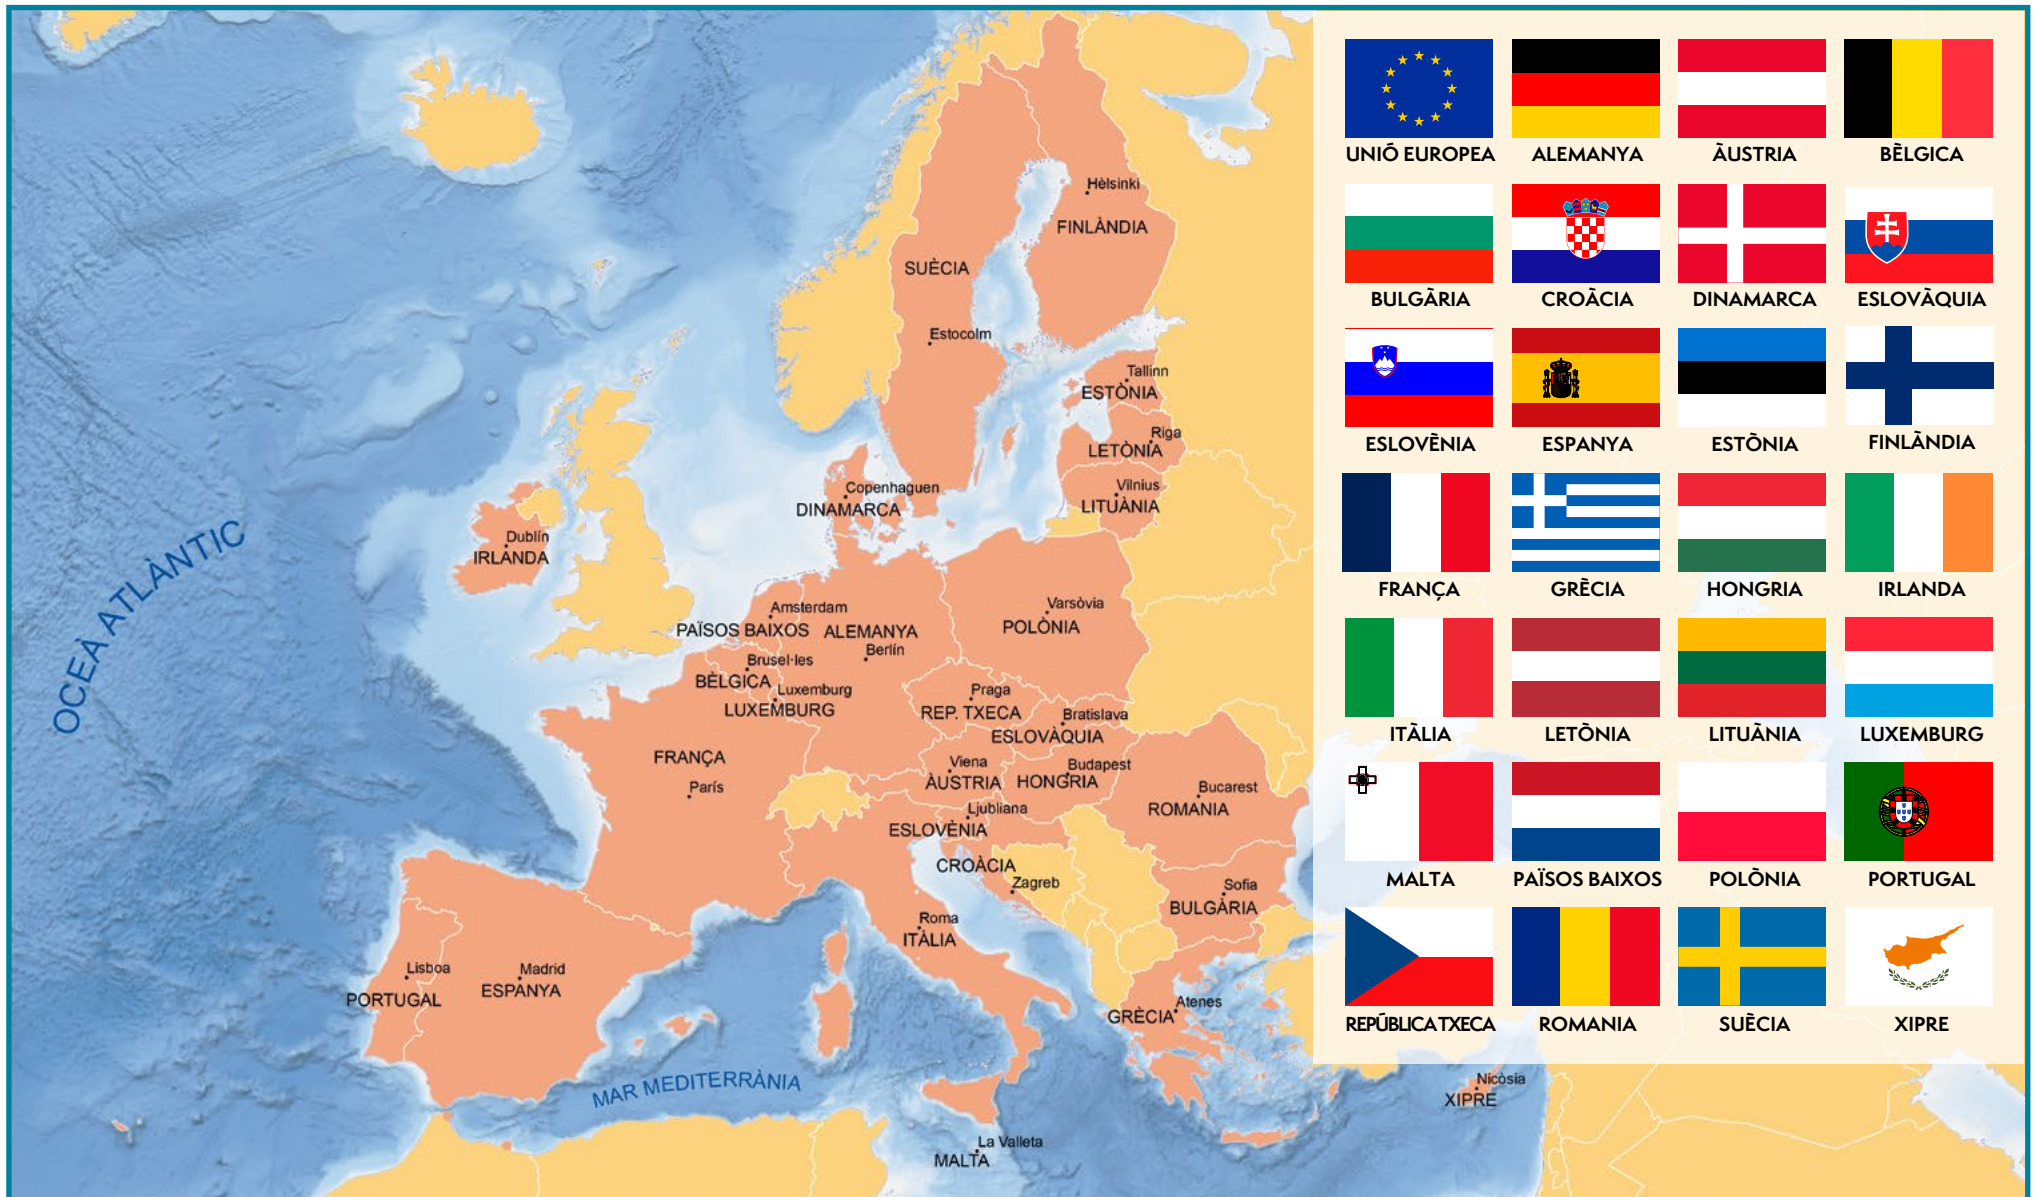 Hèlsinki
FINLÀNDIA
SUÈCIA
Estocolm
Tallinn
ESTÒNIA
Riga
LETÒNIA
Vilnius
LITUÀNIA
Copenhaguen
DINAMARCA
Dublín
IRLANDA
OCEÀ ATLÀNTIC
Amsterdam
PAÏSOS BAIXOS
ALEMANYA
Berlín
Varsòvia
POLÒNIA
Brusel·les
BÈLGICA
Luxemburg
LUXEMBURG
Praga
REP. TXECA
Bratislava
ESLOVÀQUIA
FRANÇA
París
Viena
ÀUSTRIA
Budapest
HONGRIA
Bucarest
ROMANIA
Ljubliana
ESLOVÈNIA
CROÀCIA
Zagreb
Sofia
BULGÀRIA
Roma
ITÀLIA
Lisboa
PORTUGAL
Madrid
ESPANYA
Atenes
GRÈCIA
MAR MEDITERRÀNIA
La Valleta
MALTA
Nicòsia
XIPRE
UNIÓ EUROPEA
ALEMANYA
ÀUSTRIA
BÈLGICA
BULGÀRIA
CROÀCIA
DINAMARCA
ESLOVÀQUIA
ESLOVÈNIA
ESPANYA
ESTÒNIA
FINLÀNDIA
FRANÇA
GRÈCIA
HONGRIA
IRLANDA
ITÀLIA
LETÒNIA
LITUÀNIA
LUXEMBURG
MALTA
PAÏSOS BAIXOS
POLÒNIA
PORTUGAL
REPÚBLICA TXECA
ROMANIA
SUÈCIA
XIPRE